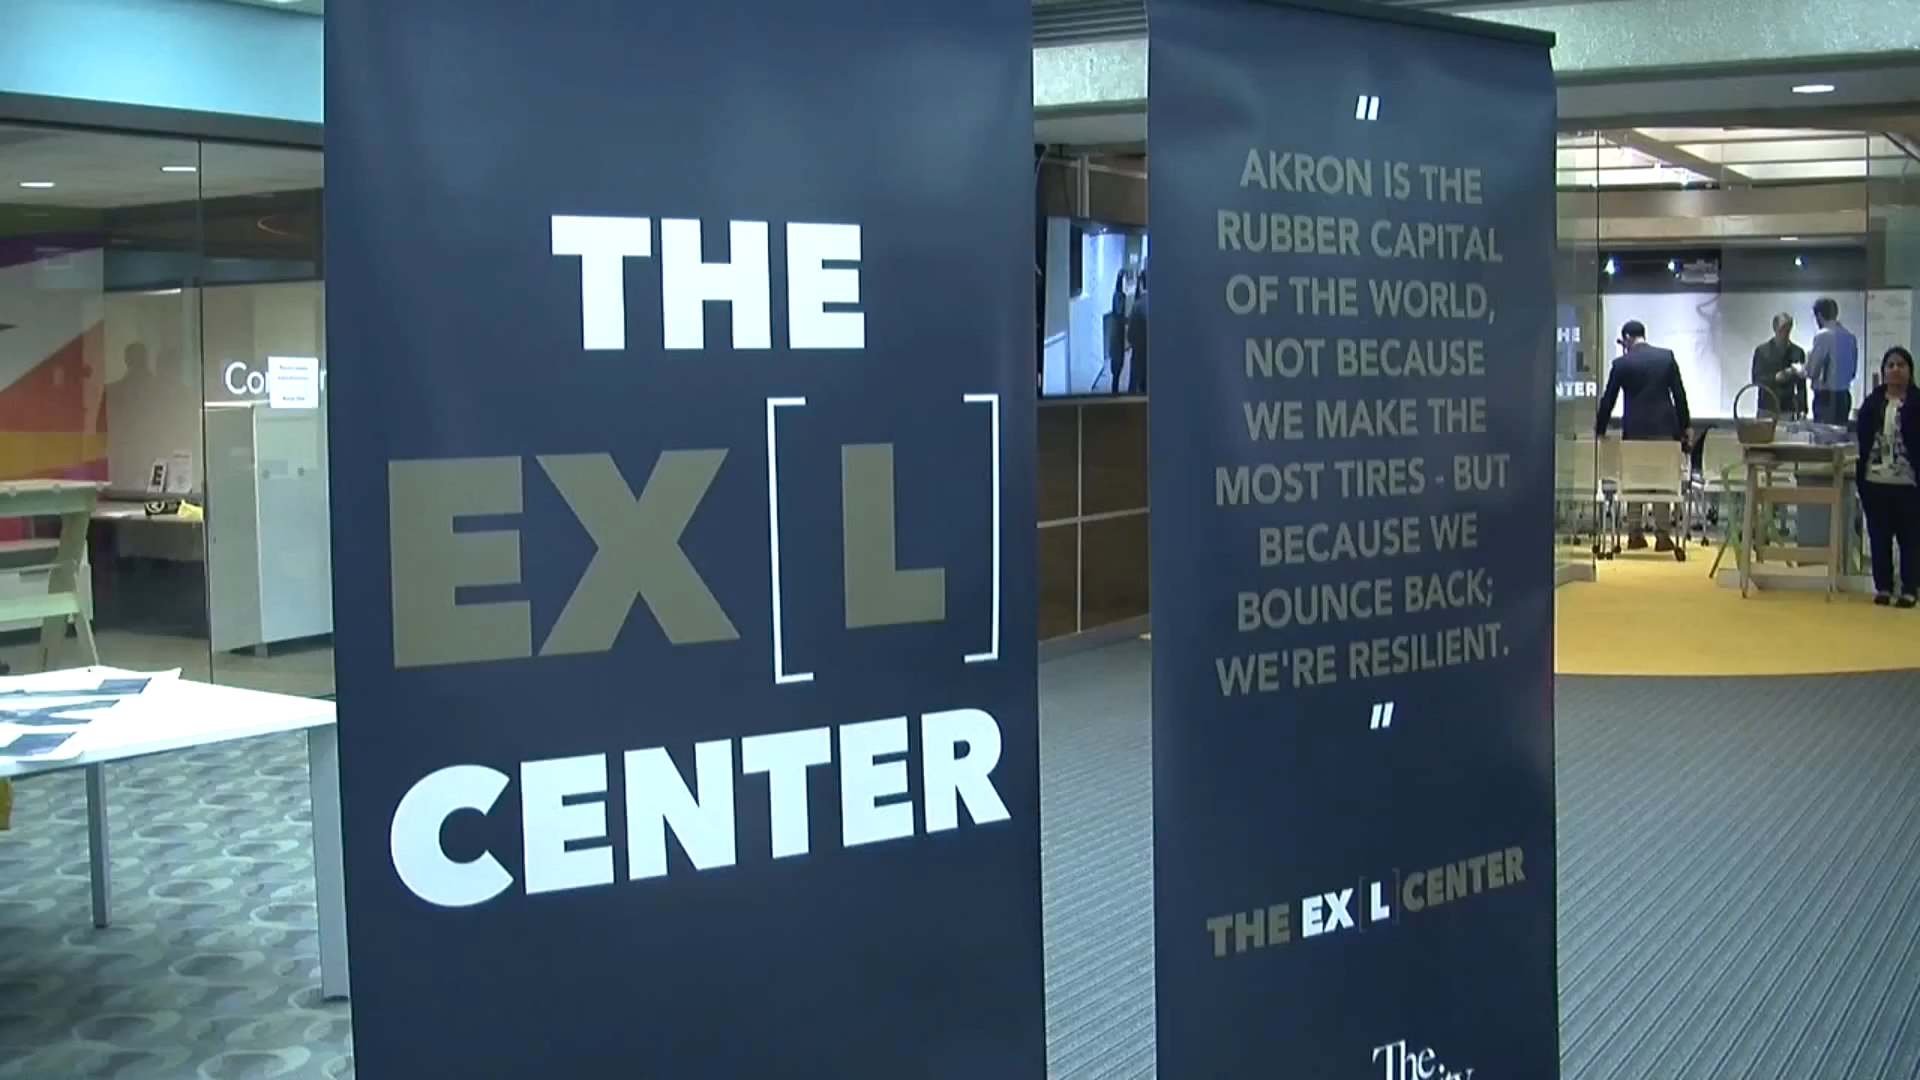 THE
EX[L]
CENTER
"
AKRON IS THE
RUBBER CAPITAL
OF THE WORLD,
NOT BECAUSE
WE MAKE THE
MOST TIRES - BUT
BECAUSE WE
BOUNCE BACK;
WE'RE RESILIENT.
"
THE EX[L]CENTER
The